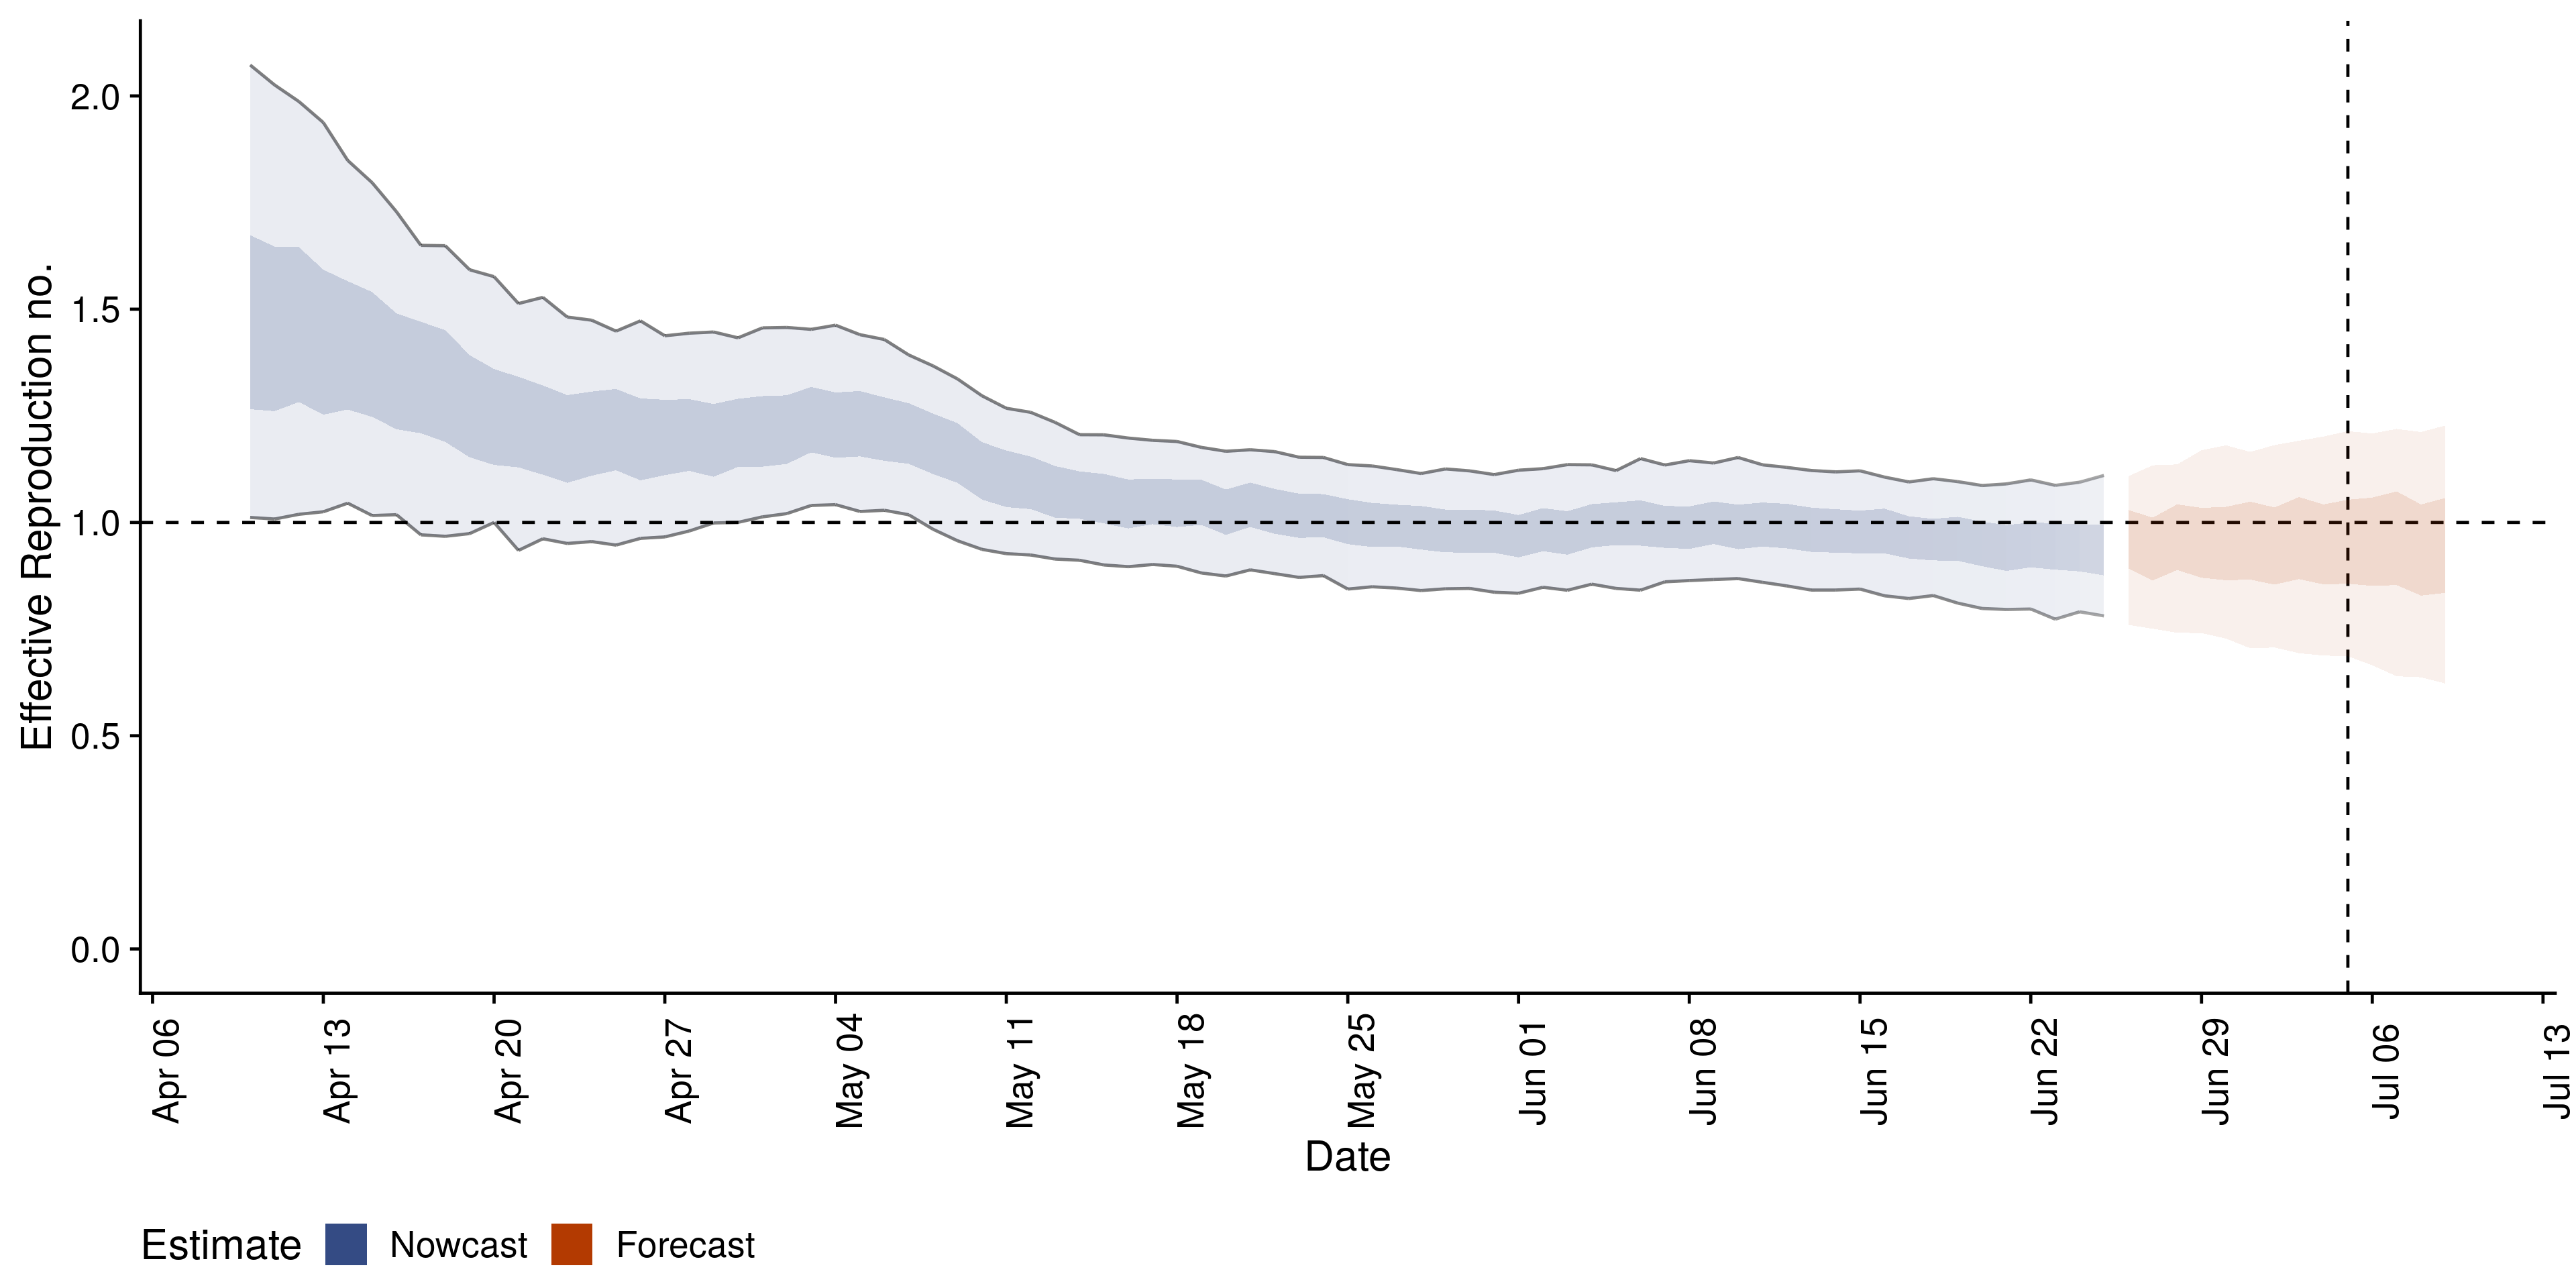 Effective Reproduction no.
2.0
1.5
1.0
0.5
0.0
Apr 06
Apr 13
Apr 20
Apr 27
May 04
May 11
May 18
May 25
Jun 01
Jun 08
Jun 15
Jun 22
Jun 29
Jul 06
Jul 13
Date
Estimate Nowcast Forecast